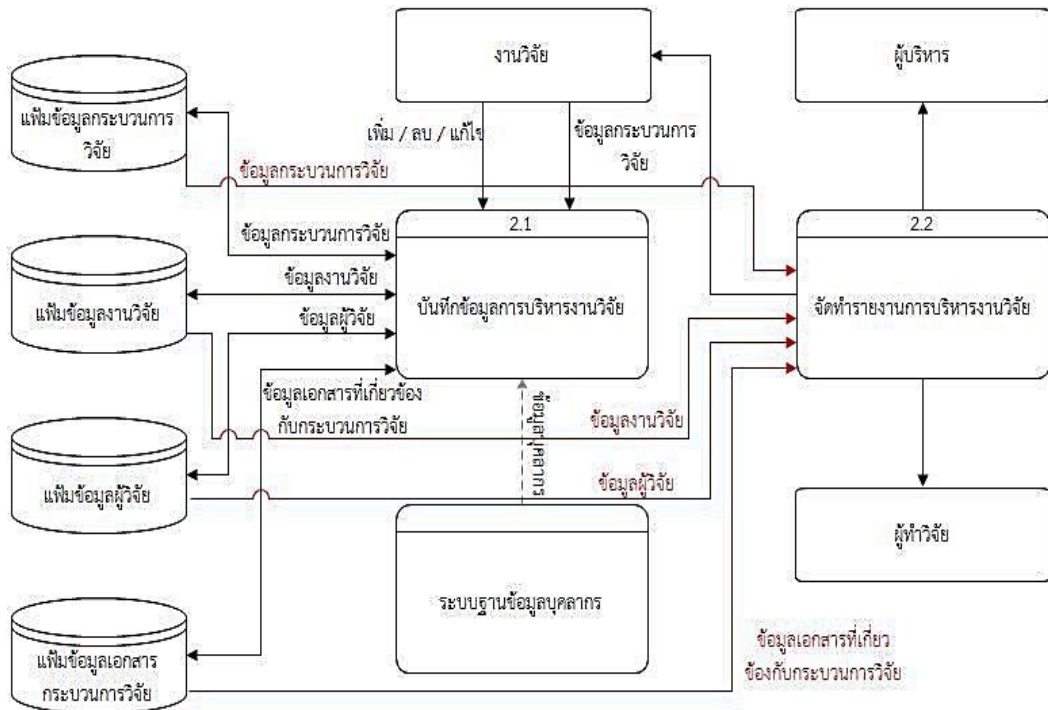 งานวิจัย
ผู้บริหาร
แฟ้มข้อมูลกระบวนการ
วิจัย
เพิ่ม / ลบ / แก้ไข
ข้อมูลกระบวนการ
วิจัย
ข้อมูลกระบวนการวิจัย
2.1
2.2
ข้อมูลกระบวนการวิจัย
ข้อมูลงานวิจัย
แฟ้มข้อมูลงานวิจัย
บันทึกข้อมูลการบริหารงานวิจัย
จัดทำรายงานการบริหารงานวิจัย
ข้อมูลผู้วิจัย
ข้อมูลเอกสารที่เกี่ยวข้อง
กับกระบวนการวิจัย
ข้อมูลบุคลากร
ข้อมูลงานวิจัย
แฟ้มข้อมูลผู้วิจัย
ข้อมูลผู้วิจัย
ผู้ทำวิจัย
ระบบฐานข้อมูลบุคลากร
แฟ้มข้อมูลเอกสาร
กระบวนการวิจัย
ข้อมูลเอกสารที่เกี่ยว
ข้องกับกระบวนการวิจัย